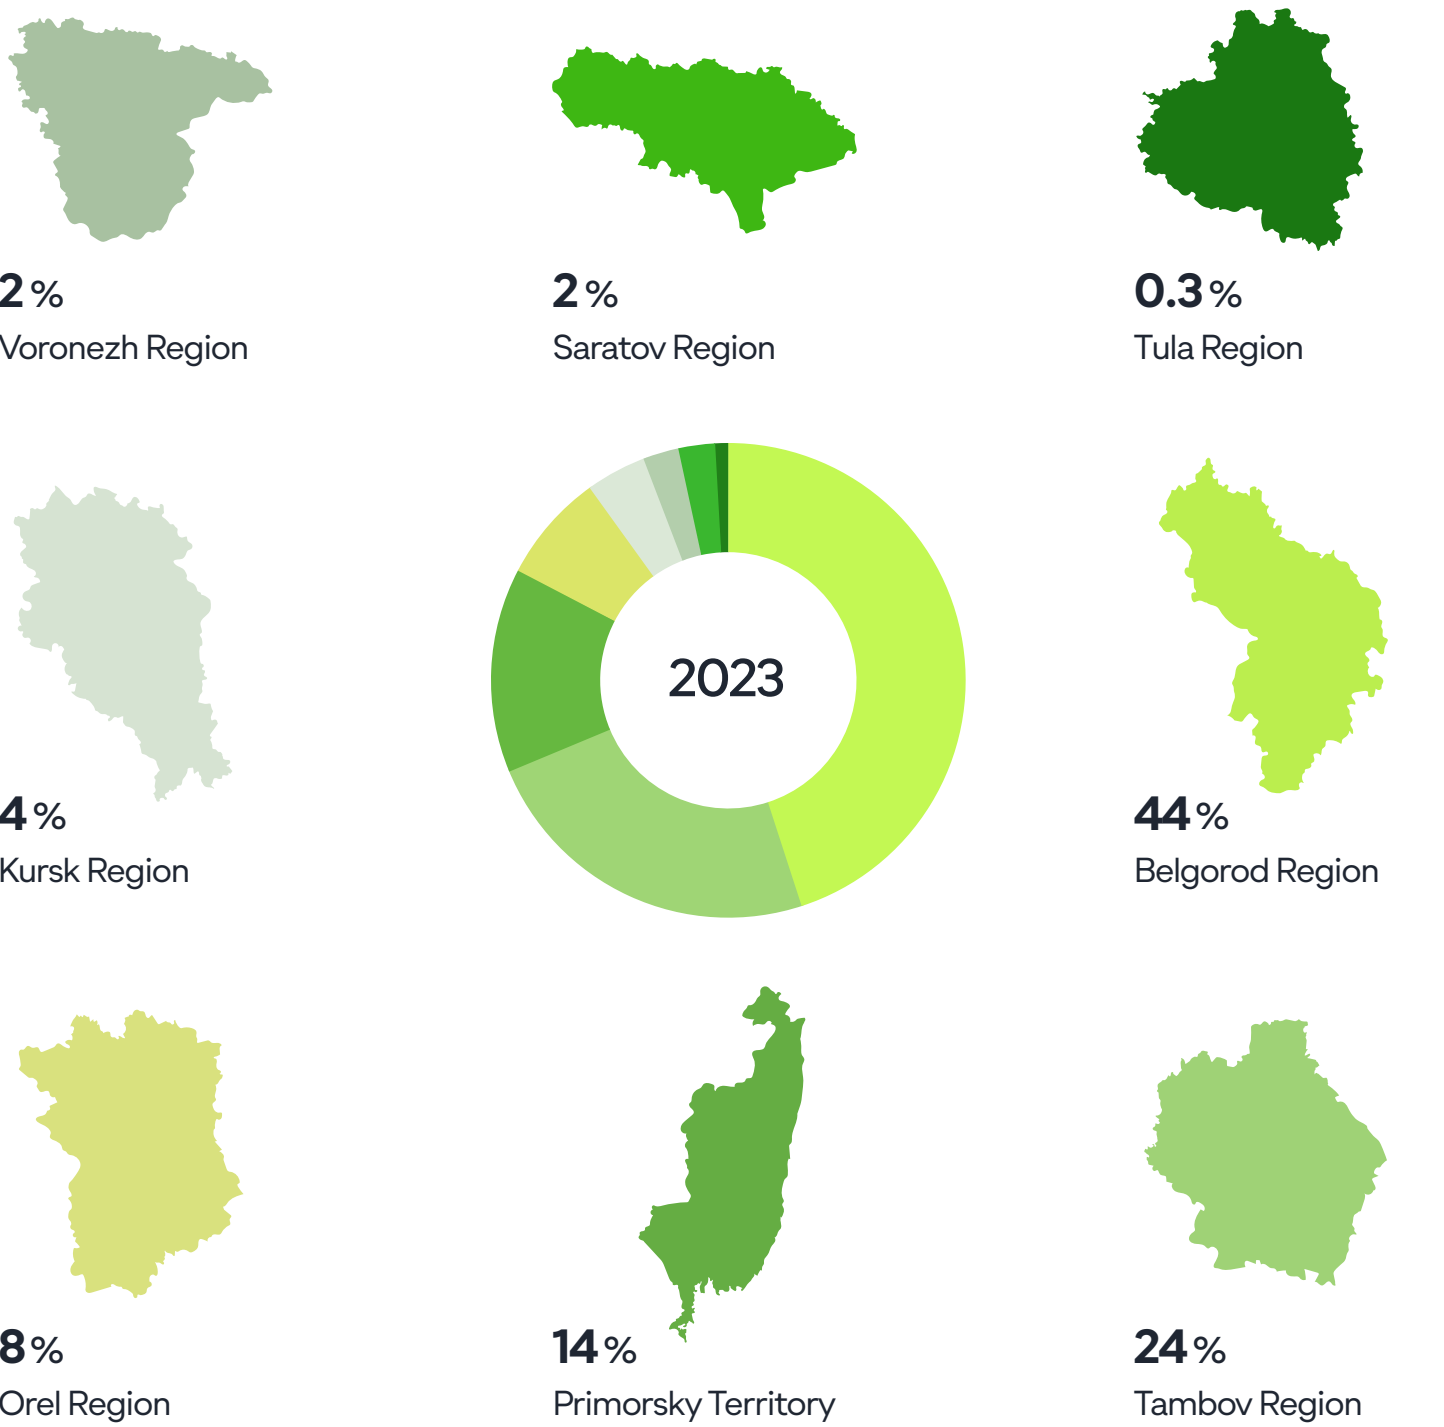 2 %
Voronezh Region
2 %
Saratov Region
0.3 %
Tula Region
2023
4 %
Kursk Region
44 %
Belgorod Region
8 %
Orel Region
14 %
Primorsky Territory
24 %
Tambov Region